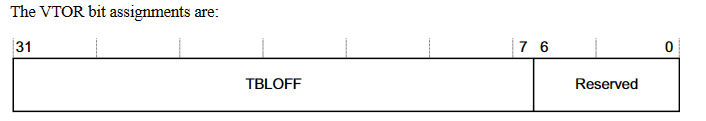 The VTOR bit assignments are:
31 7 6 0
TBLOFF Reserved